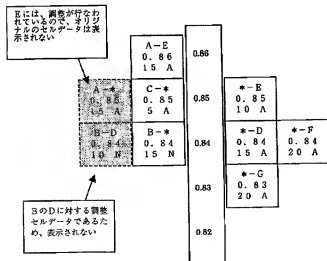 Eには、調整が行なわ
れているので、オリジ
ナルのセルデータは表
示されない
A-E
0.86
15 A
0.86
A-*
0.85
15 A
C-*
0.85
5 A
0.85
*-E
0.85
10 A
B-D
0.84
10 N
B-*
0.84
15 N
0.84
*-D
0.84
15 A
*-F
0.84
20 A
0.83
*-G
0.83
20 A
0.82
BのDに対する調整
セルデータであるた
め、表示されない